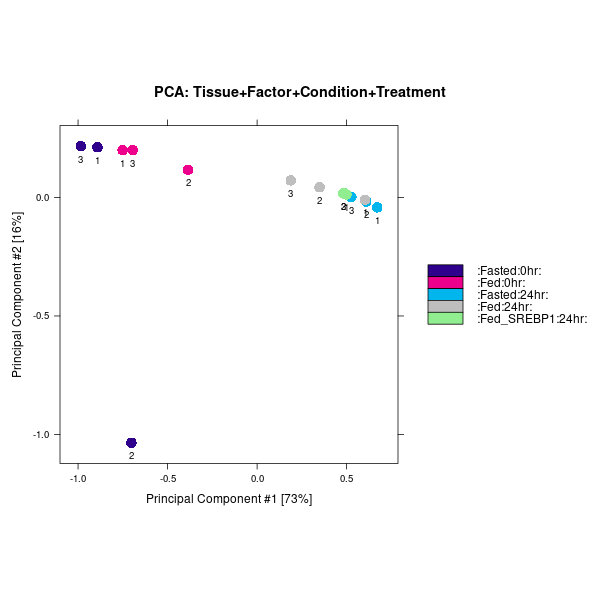 PCA: Tissue+Factor+Condition+Treatment
Principal Component #2 [16%]
0.0
-0.5
-1.0
3
1
1
3
2
3
2
3
1
2
1
2
:Fasted:0hr:
:Fed:0hr:
:Fasted:24hr:
:Fed:24hr:
:Fed_SREBP1:24hr:
-1.0
-0.5
0.0
0.5
Principal Component #1 [73%]